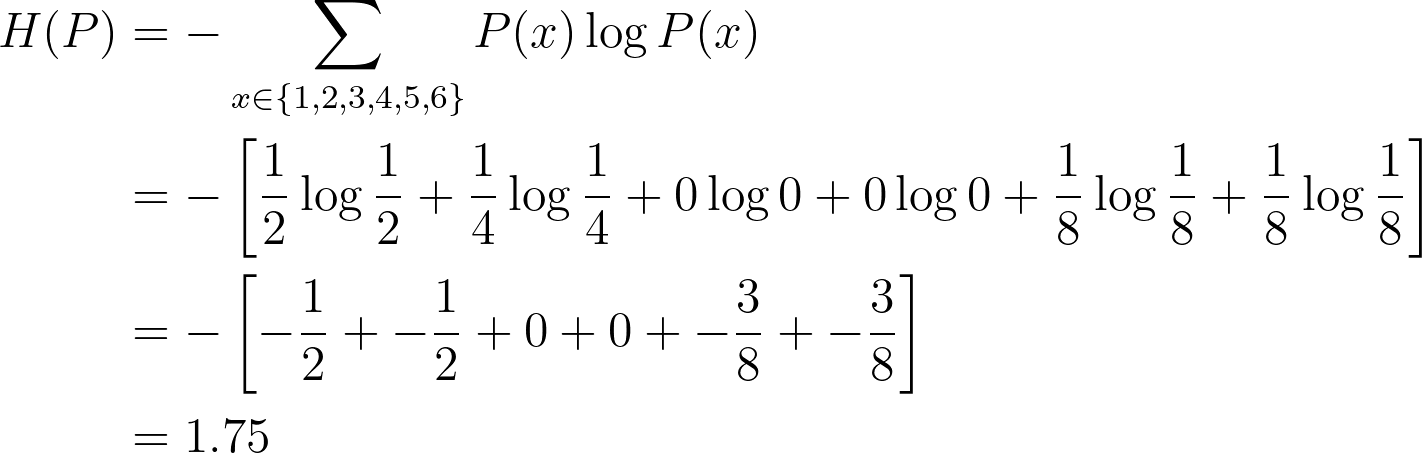 H(P) = − ∑_{x∈{1,2,3,4,5,6}} P(x) log P(x)
= − [ 1/2 log 1/2 + 1/4 log 1/4 + 0 log 0 + 0 log 0 + 1/8 log 1/8 + 1/8 log 1/8 ]
= − [ −1/2 + −1/2 + 0 + 0 + −3/8 + −3/8 ]
= 1.75